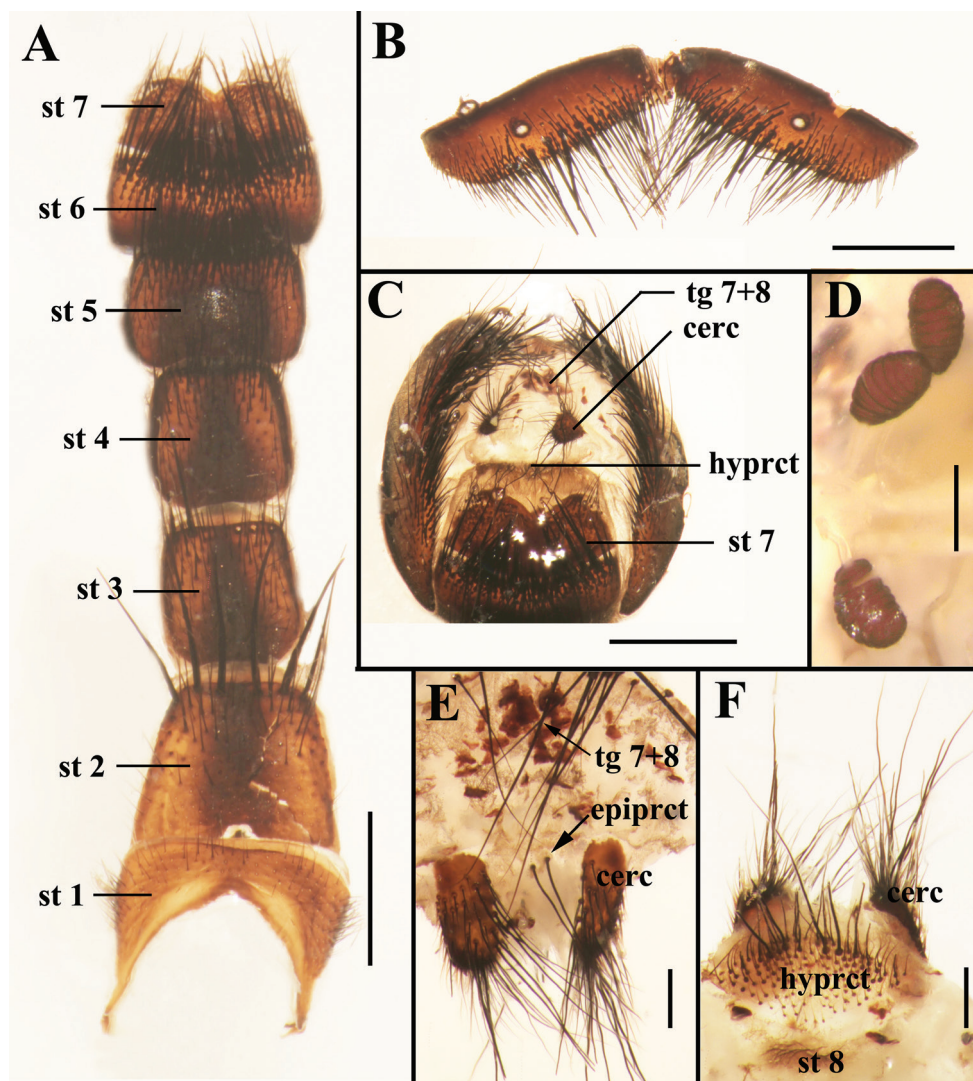 A
st 7
st 6
st 5
st 4
st 3
st 2
st 1
B
C
tg 7+8
cerc
hyprct
st 7
D
E
tg 7+8
epiprct
cerc
F
cerc
hyprct
st 8